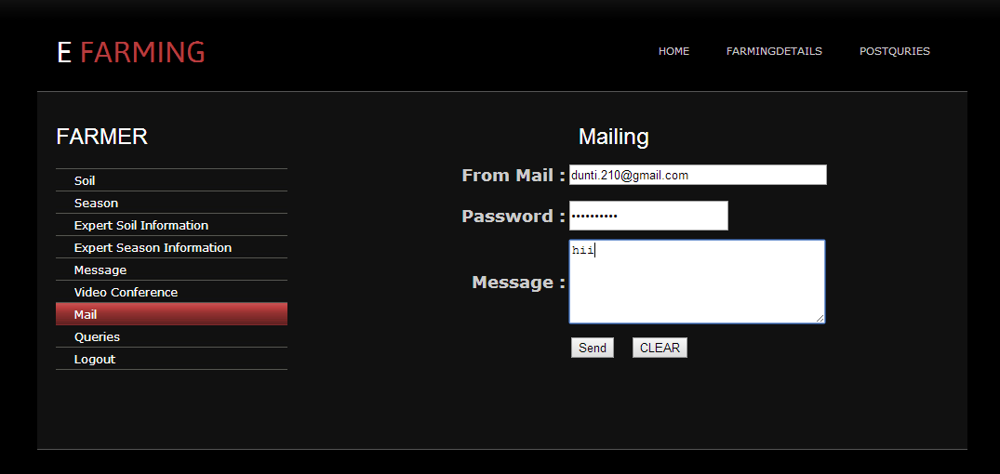 E FARMING
HOME FARMINGDETAILS POSTQURIES
FARMER
Soil
Season
Expert Soil Information
Expert Season Information
Message
Video Conference
Mail
Queries
Logout
Mailing
From Mail : dunti.210@gmail.com
Password : ••••••••••
Message : hii
Send CLEAR